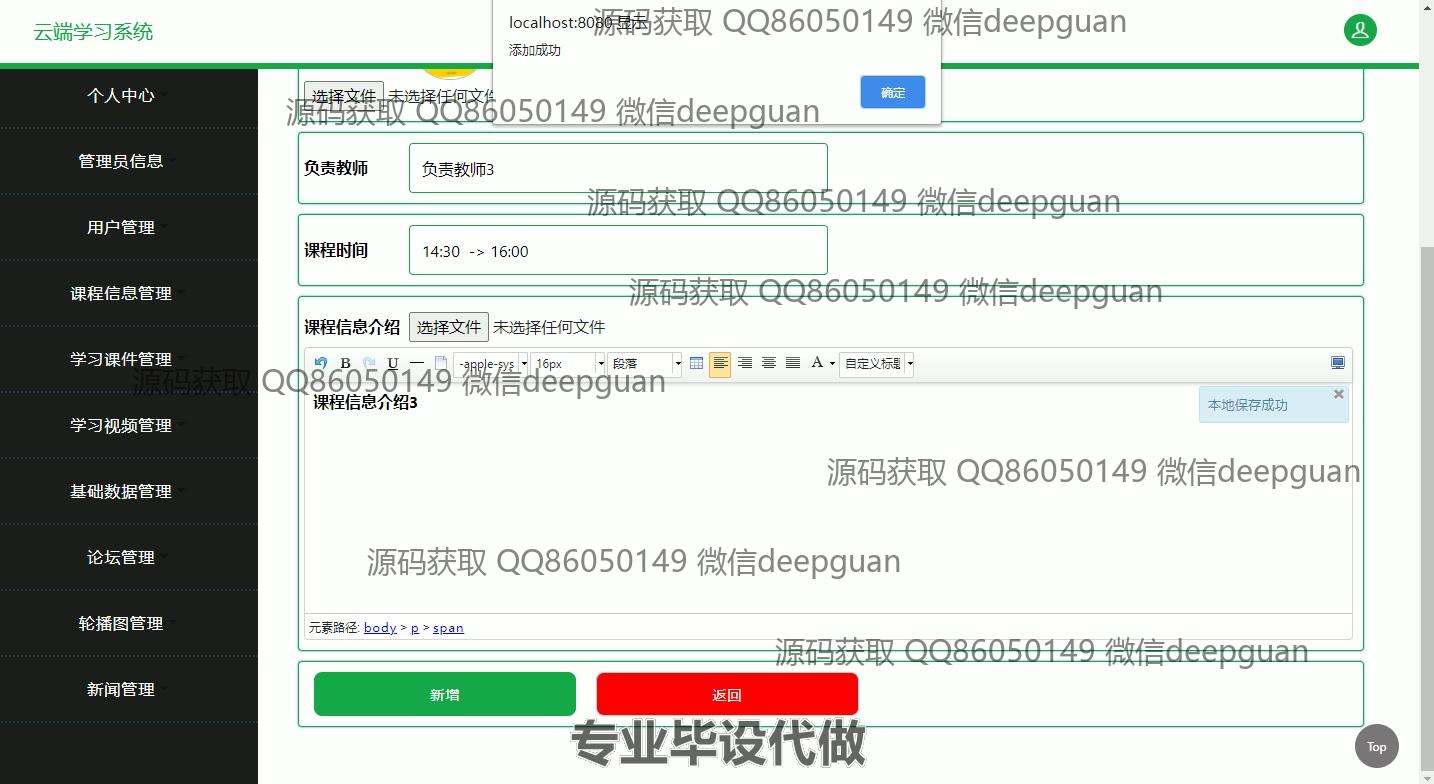 云端学习系统
localhost:8080 显示
添加成功
确定
源码获取 QQ86050149 微信deepguan
个人中心
管理员信息
用户管理
课程信息管理
学习课件管理
学习视频管理
基础数据管理
论坛管理
轮播图管理
新闻管理
选择文件 未选择任何文件
源码获取 QQ86050149 微信deepguan
负责教师 负责教师3
源码获取 QQ86050149 微信deepguan
课程时间 14:30 -> 16:00
源码获取 QQ86050149 微信deepguan
课程信息介绍 选择文件 未选择任何文件
B U -apple-sys 16px 段落 A 自定义标题
源码获取 QQ86050149 微信deepguan
课程信息介绍3
本地保存成功
源码获取 QQ86050149 微信deepguan
源码获取 QQ86050149 微信deepguan
元素路径: body > p > span
源码获取 QQ86050149 微信deepguan
新增 返回
专业毕设代做
Top